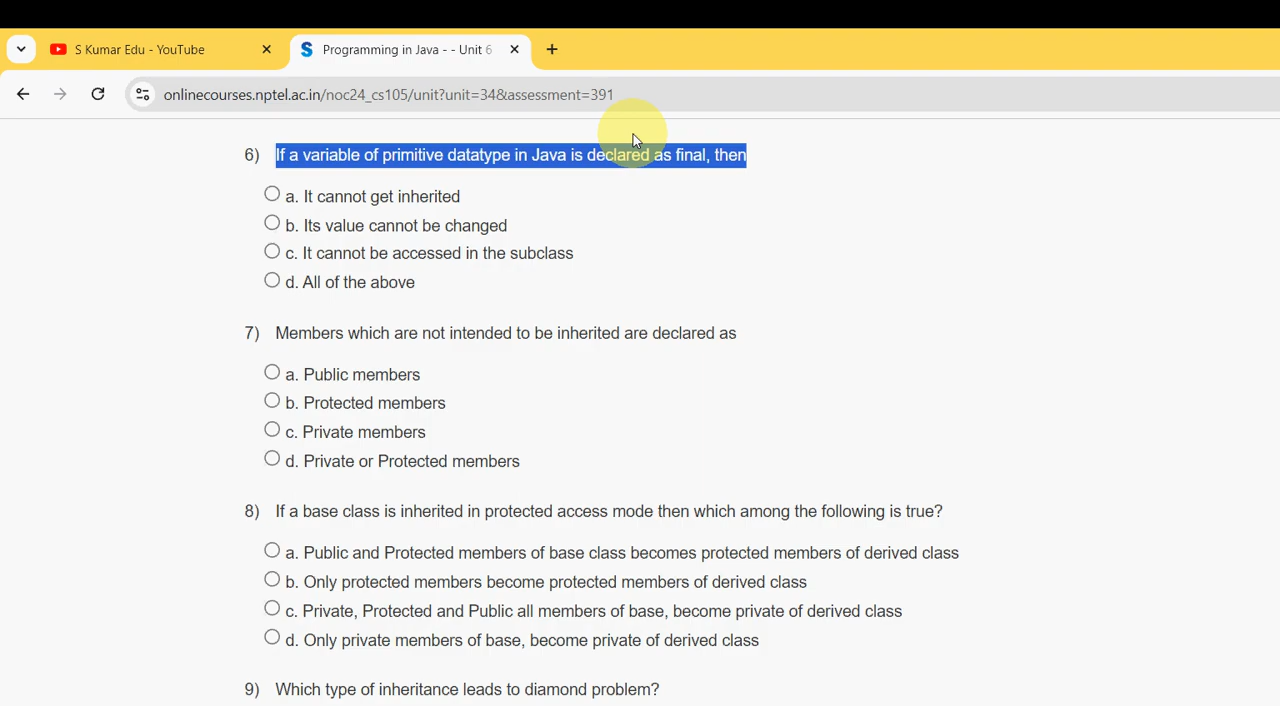 S Kumar Edu - YouTube
Programming in Java - - Unit 6
onlinecourses.nptel.ac.in/noc24_cs105/unit?unit=34&assessment=391
6) If a variable of primitive datatype in Java is declared as final, then
a. It cannot get inherited
b. Its value cannot be changed
c. It cannot be accessed in the subclass
d. All of the above
7) Members which are not intended to be inherited are declared as
a. Public members
b. Protected members
c. Private members
d. Private or Protected members
8) If a base class is inherited in protected access mode then which among the following is true?
a. Public and Protected members of base class becomes protected members of derived class
b. Only protected members become protected members of derived class
c. Private, Protected and Public all members of base, become private of derived class
d. Only private members of base, become private of derived class
9) Which type of inheritance leads to diamond problem?